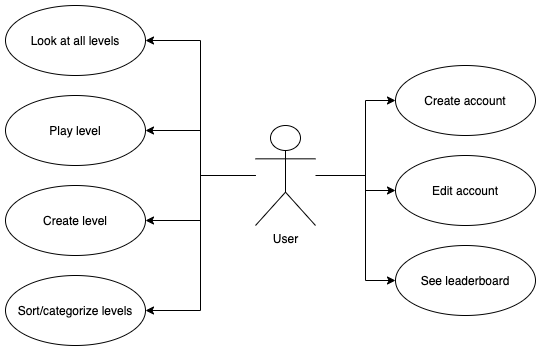 Look at all levels
Play level
Create level
Sort/categorize levels
User
Create account
Edit account
See leaderboard